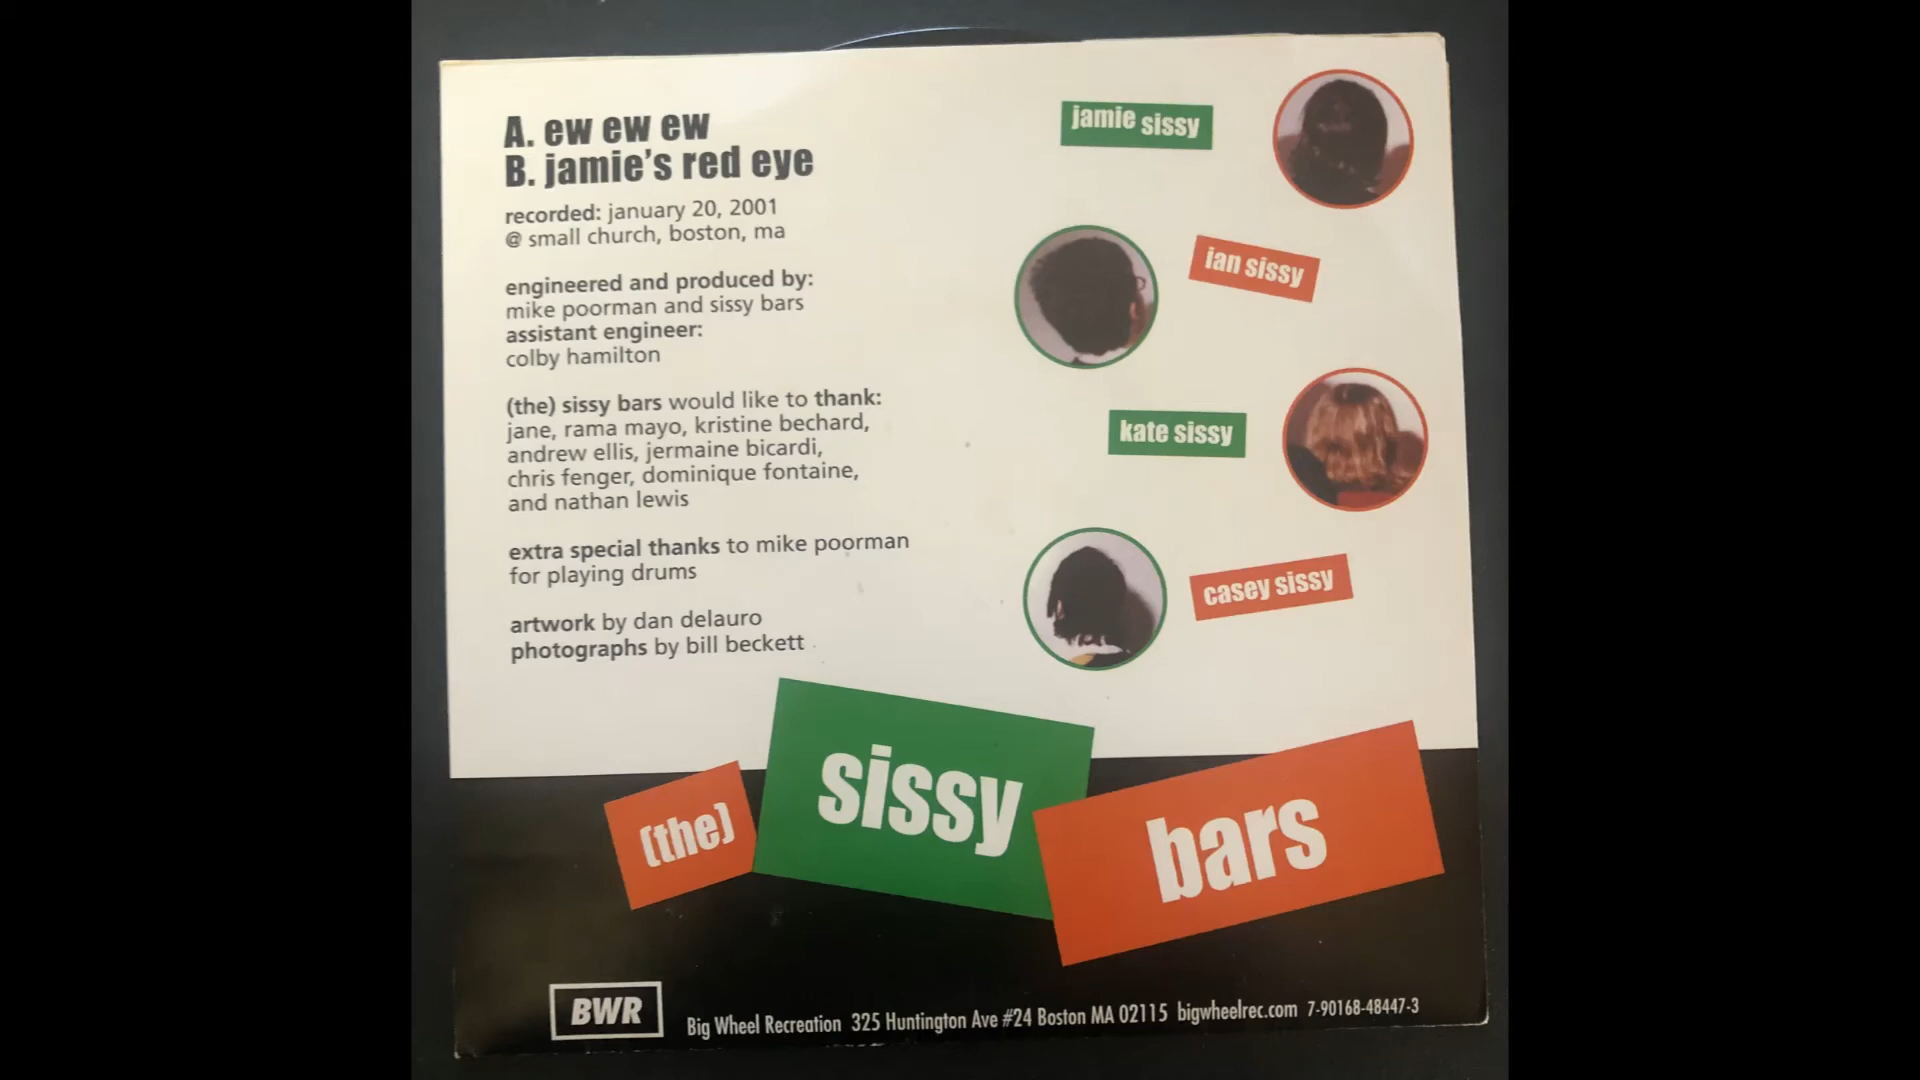 A. ew ew ew
B. jamie's red eye
recorded: january 20, 2001
@ small church, boston, ma
engineered and produced by:
mike poorman and sissy bars
assistant engineer:
colby hamilton
(the) sissy bars would like to thank:
jane, rama mayo, kristine bechard,
andrew ellis, jermaine bicardi,
chris fenger, dominique fontaine,
and nathan lewis
extra special thanks to mike poorman
for playing drums
artwork by dan delauro
photographs by bill beckett
jamie sissy
ian sissy
kate sissy
casey sissy
(the) sissy bars
BWR
Big Wheel Recreation 325 Huntington Ave #24 Boston MA 02115 bigwheelrec.com 7-90168-48447-3